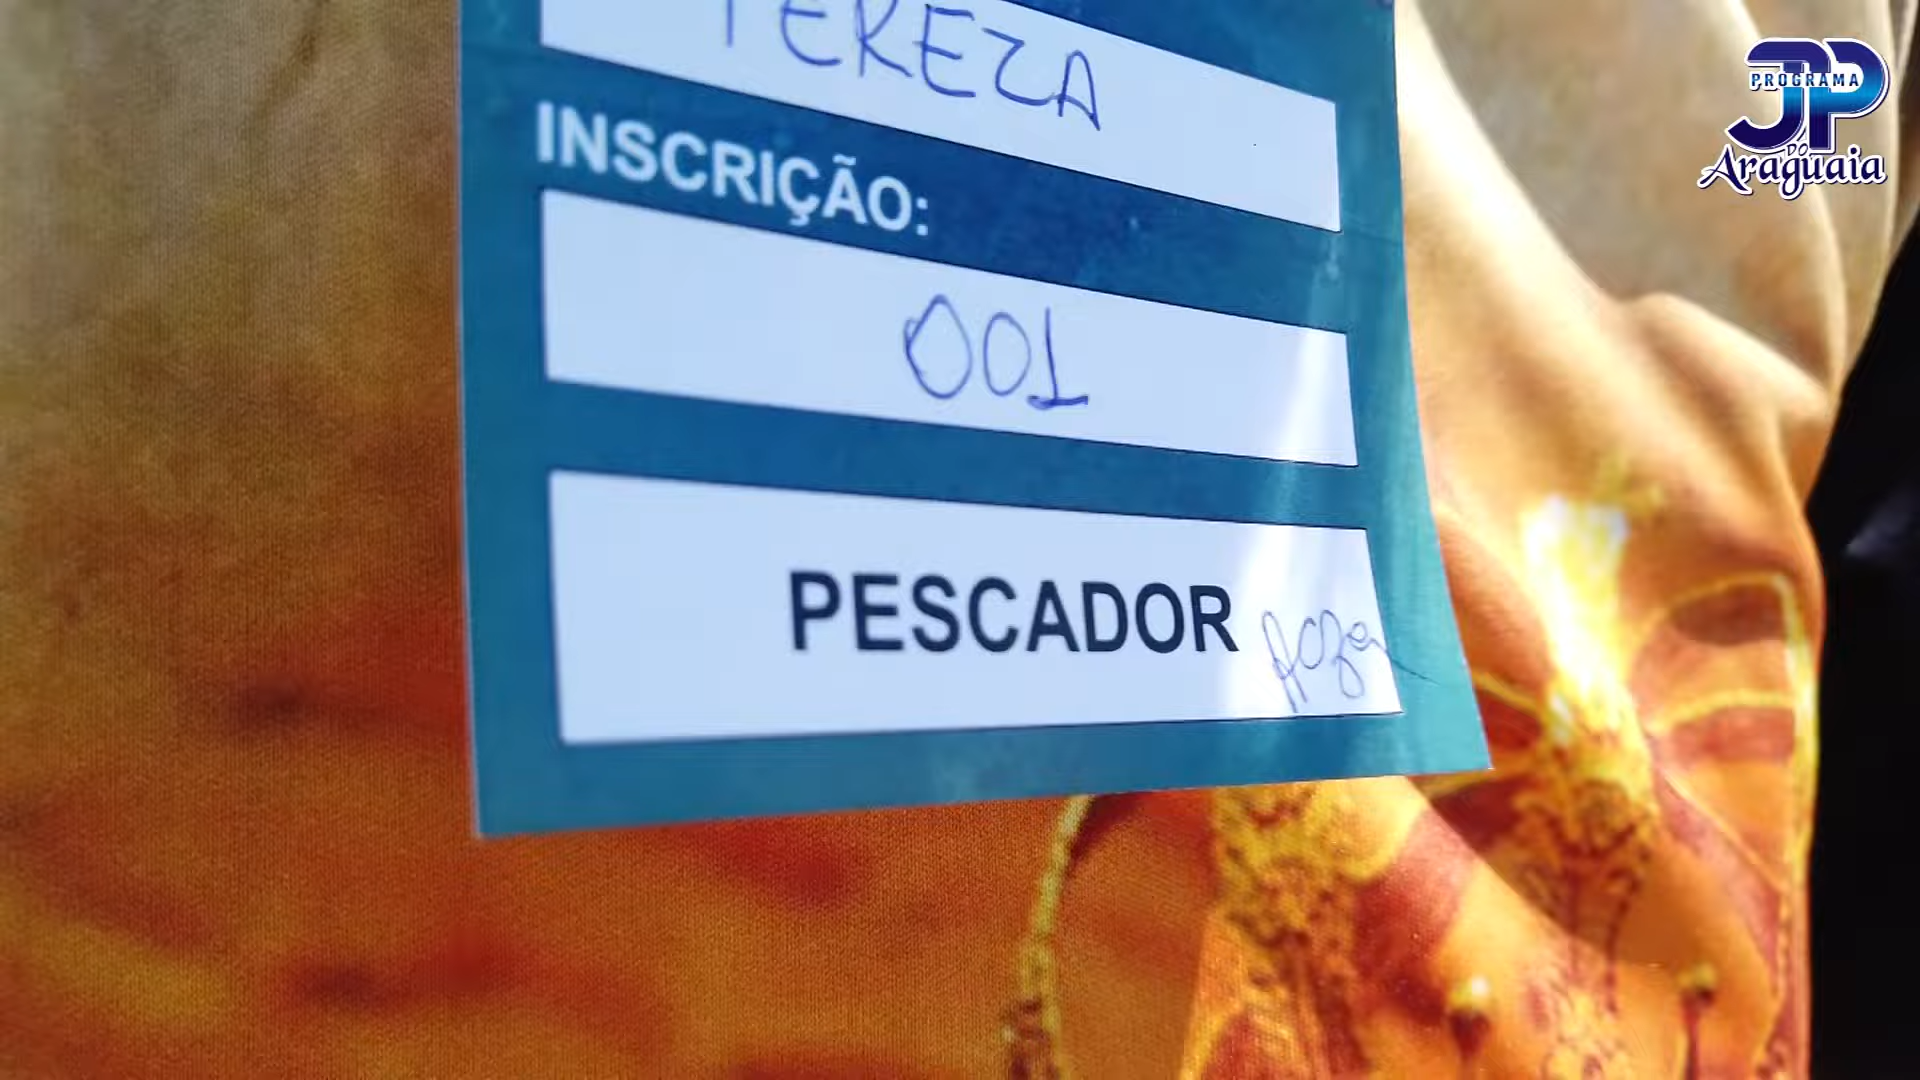 TEREZA
INSCRIÇÃO:
001
PESCADOR
PROGRAMA
JP
DO
Araguaia